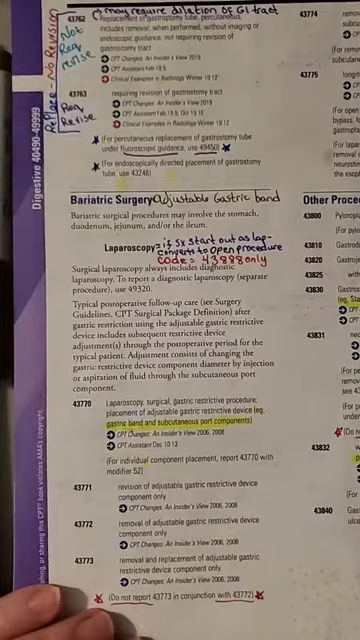 * may require dilation of GI tract
43762 Replacement of gastrostomy tube, percutaneous,
includes removal, when performed, without imaging or
endoscopic guidance; not requiring revision of
gastrostomy tract
CPT Changes: An Insider's View 2019
CPT Assistant Feb 19:5
Clinical Examples in Radiology Winter 19:12
Not
Req
revise
43763 requiring revision of gastrostomy tract
CPT Changes: An Insider's View 2019
CPT Assistant Feb 19:5, Oct 19:10
Clinical Examples in Radiology Winter 19:12
Req
Revise
Replace - No Revision
(For percutaneous replacement of gastrostomy tube
under fluoroscopic guidance, use 49450)
(For endoscopically directed placement of gastrostomy
tube, use 43246)
Digestive 40490-49999
Bariatric Surgery Adjustable Gastric band
Bariatric surgical procedures may involve the stomach,
duodenum, jejunum, and/or the ileum.
Laparoscopy = if Sx start out as lap-
converts to Open procedure
Code = 43888 only
Surgical laparoscopy always includes diagnostic
laparoscopy. To report a diagnostic laparoscopy (separate
procedure), use 49320.
Typical postoperative follow-up care (see Surgery
Guidelines, CPT Surgical Package Definition) after
gastric restriction using the adjustable gastric restrictive
device includes subsequent restrictive device
adjustment(s) through the postoperative period for the
typical patient. Adjustment consists of changing the
gastric restrictive device component diameter by injection
or aspiration of fluid through the subcutaneous port
component.
43770 Laparoscopy, surgical, gastric restrictive procedure;
placement of adjustable gastric restrictive device (eg,
gastric band and subcutaneous port components)
CPT Changes: An Insider's View 2006, 2008
CPT Assistant Dec 18:13
(For individual component placement, report 43770 with
modifier 52)
43771 revision of adjustable gastric restrictive device
component only
CPT Changes: An Insider's View 2006, 2008
43772 removal of adjustable gastric restrictive device
component only
CPT Changes: An Insider's View 2006, 2008
43773 removal and replacement of adjustable gastric
restrictive device component only
CPT Changes: An Insider's View 2006, 2008
(Do not report 43773 in conjunction with 43772)
43774
43775
Other Proce
43800 Pyloropl
43810
43820
43825
43830
43831
43832
43840